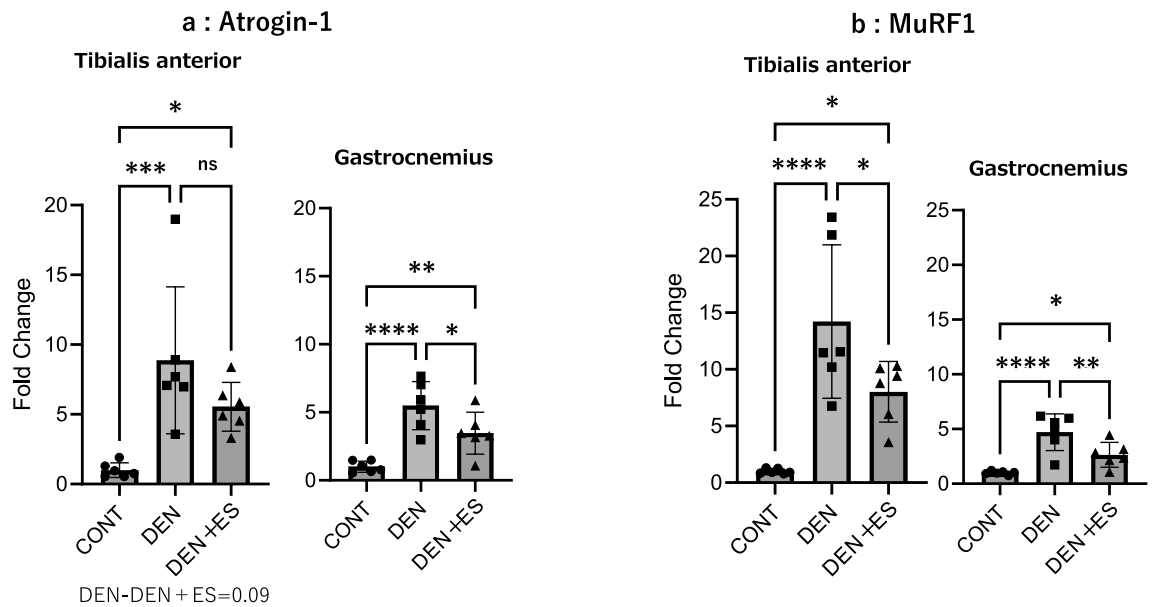 a : Atrogin-1
Tibialis anterior
*
***
ns
Fold Change
20
15
10
5
0
CONT
DEN
DEN+ES
DEN-DEN+ES=0.09
Gastrocnemius
**
****
*
20
15
10
5
0
CONT
DEN
DEN+ES
b : MuRF1
Tibialis anterior
*
****
*
Fold Change
25
20
15
10
5
0
CONT
DEN
DEN+ES
Gastrocnemius
*
****
**
25
20
15
10
5
0
CONT
DEN
DEN+ES